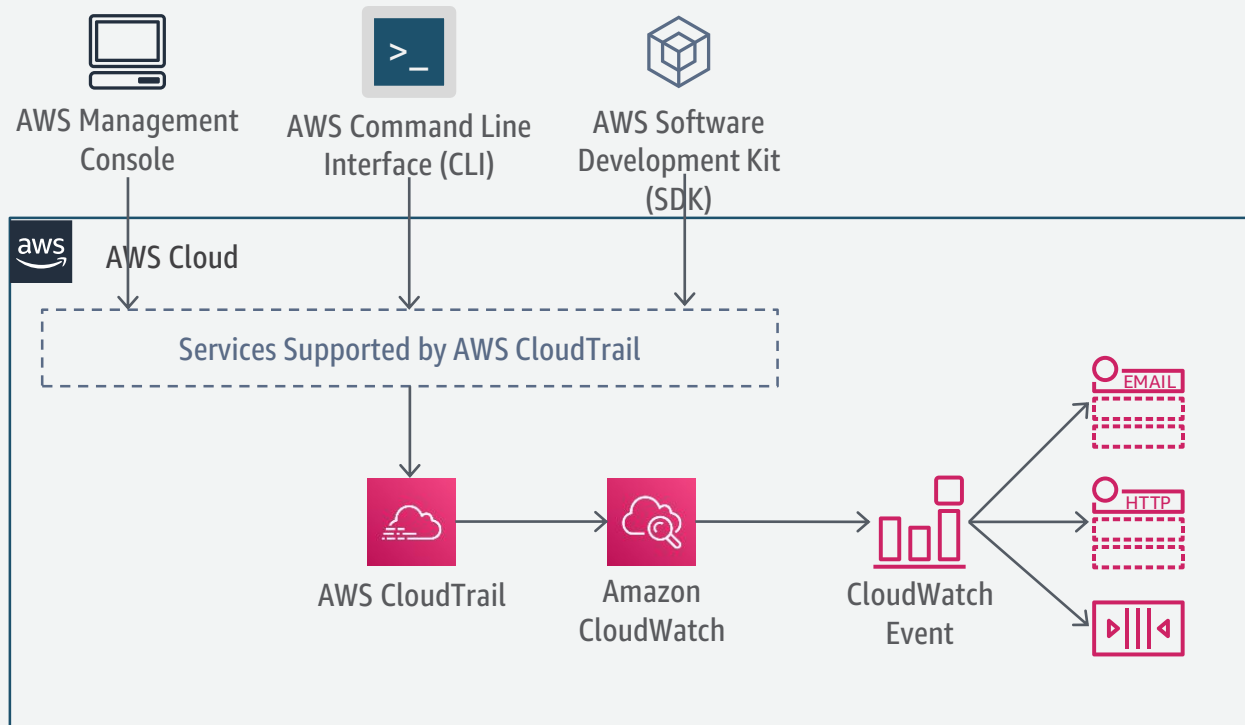 >_
AWS Management
Console
AWS Command Line
Interface (CLI)
AWS Software
Development Kit
(SDK)
aws
AWS Cloud
Services Supported by AWS CloudTrail
EMAIL
HTTP
AWS CloudTrail
Amazon
CloudWatch
CloudWatch
Event